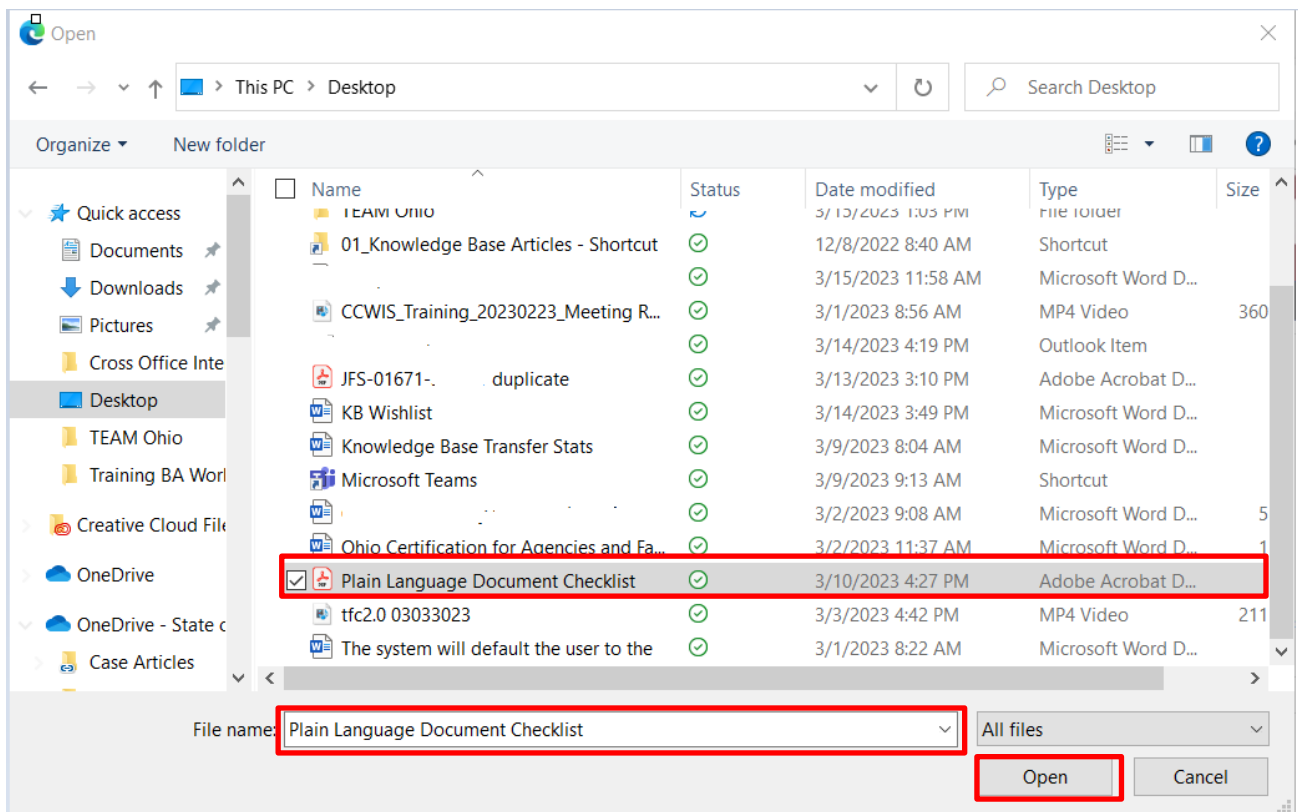 Open
This PC > Desktop
Search Desktop
Organize
New folder
Name Status Date modified Type Size
Quick access
Documents
Downloads
Pictures
Cross Office Inte
Desktop
TEAM Ohio
Training BA Worl
Creative Cloud File
OneDrive
OneDrive - State c
Case Articles
TEAM Ohio 3/15/2023 1:03 PM File folder
01_Knowledge Base Articles - Shortcut 12/8/2022 8:40 AM Shortcut
3/15/2023 11:58 AM Microsoft Word D...
CCWIS_Training_20230223_Meeting R... 3/1/2023 8:56 AM MP4 Video 360
3/14/2023 4:19 PM Outlook Item
JFS-01671- duplicate 3/13/2023 3:10 PM Adobe Acrobat D...
KB Wishlist 3/14/2023 3:49 PM Microsoft Word D...
Knowledge Base Transfer Stats 3/9/2023 8:04 AM Microsoft Word D...
Microsoft Teams 3/9/2023 9:13 AM Shortcut
3/2/2023 9:08 AM Microsoft Word D... 5
Ohio Certification for Agencies and Fa... 3/2/2023 11:37 AM Microsoft Word D... 1
Plain Language Document Checklist 3/10/2023 4:27 PM Adobe Acrobat D...
tfc2.0 03033023 3/3/2023 4:42 PM MP4 Video 211
The system will default the user to the 3/1/2023 8:22 AM Microsoft Word D...
File name: Plain Language Document Checklist
All files
Open
Cancel